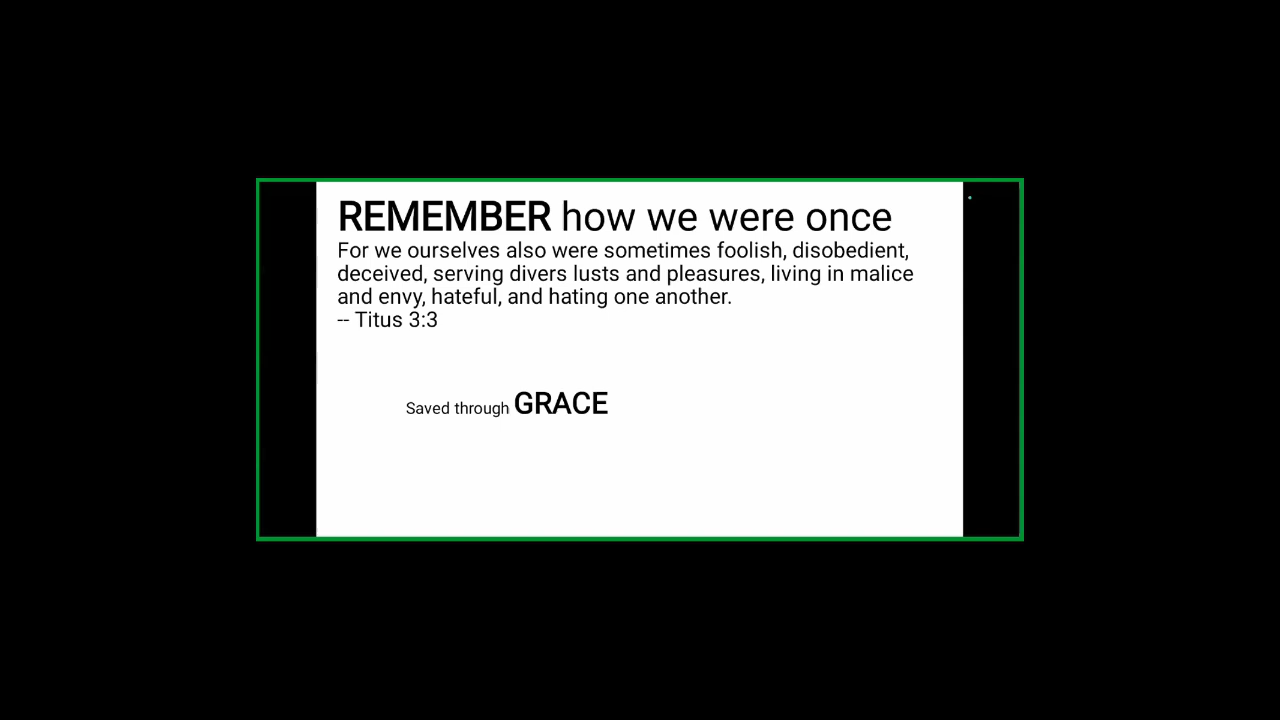 REMEMBER how we were once
For we ourselves also were sometimes foolish, disobedient,
deceived, serving divers lusts and pleasures, living in malice
and envy, hateful, and hating one another.
-- Titus 3:3
Saved through GRACE